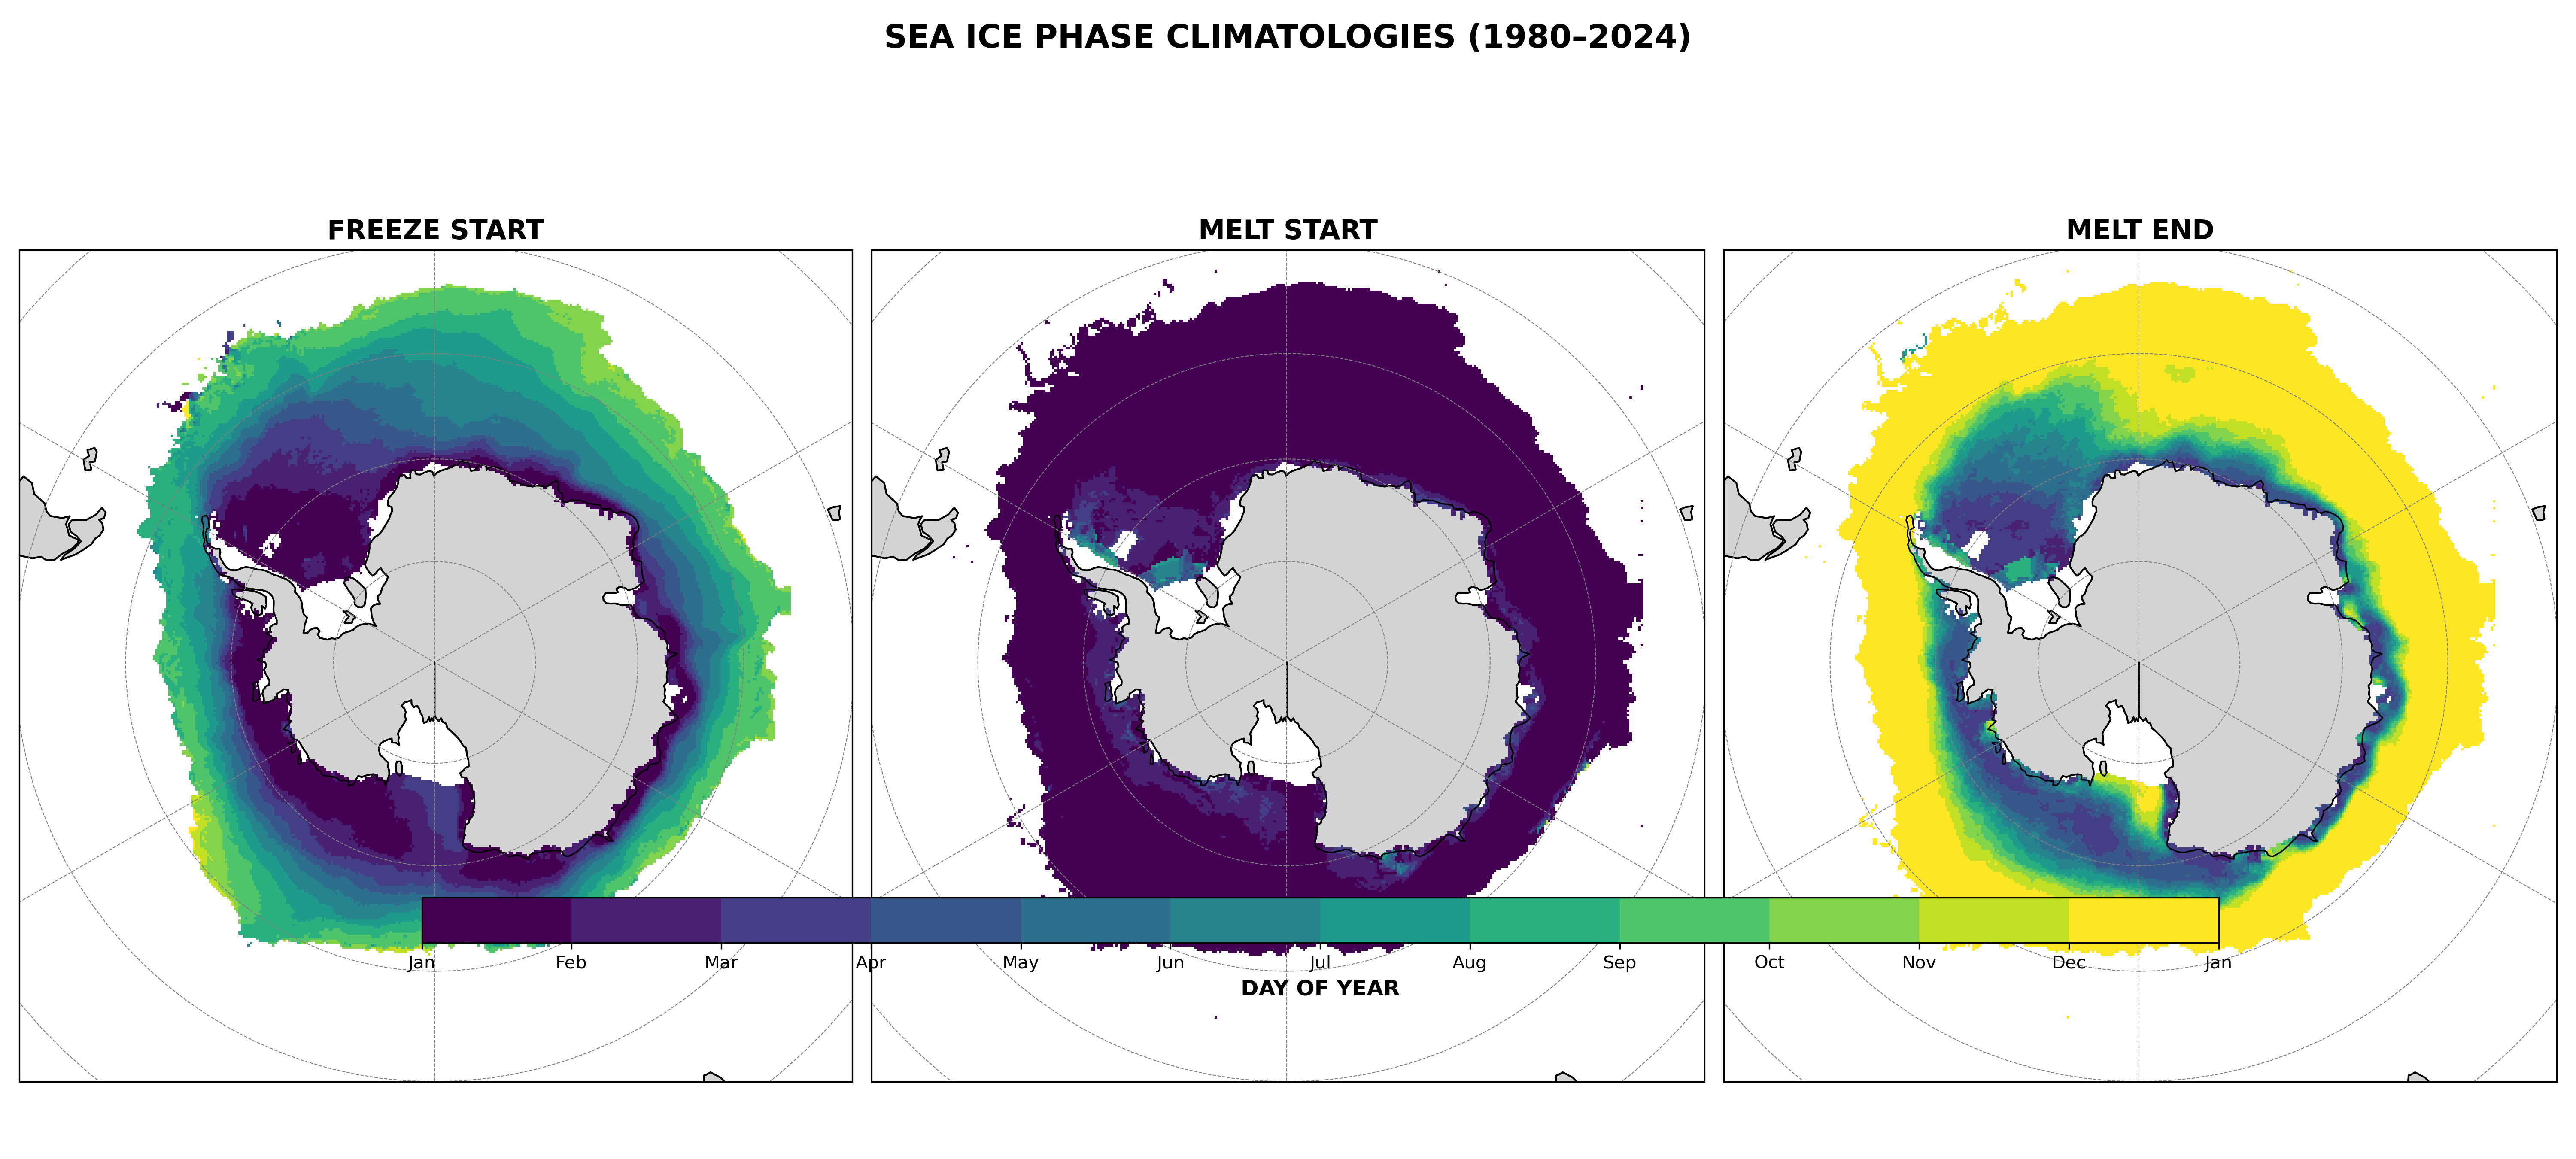 SEA ICE PHASE CLIMATOLOGIES (1980–2024)
FREEZE START
MELT START
MELT END
Jan Feb Mar Apr May Jun Jul Aug Sep Oct Nov Dec Jan
DAY OF YEAR